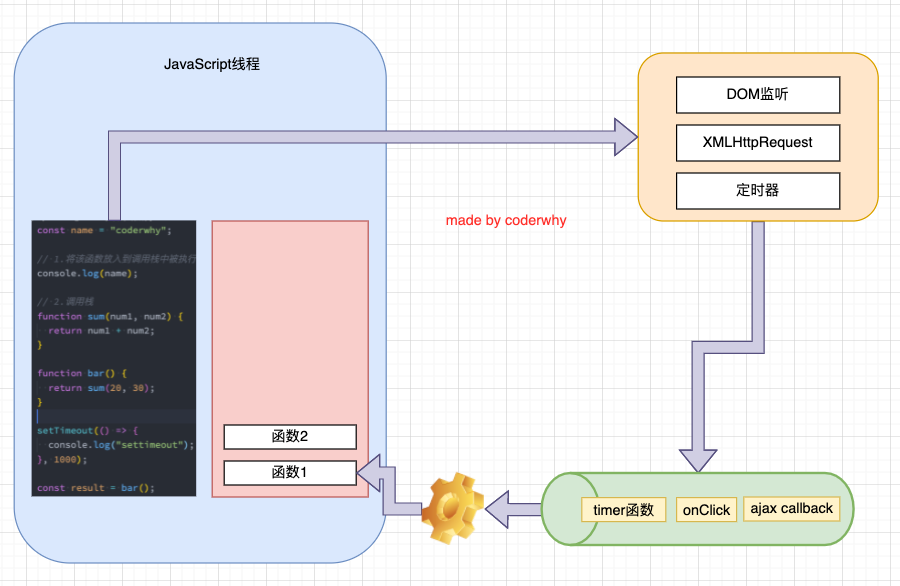 JavaScript线程
const name = "coderwhy";
// 1.将该函数放入到调用栈中被执行
console.log(name);
// 2.调用栈
function sum(num1, num2) {
return num1 + num2;
}
function bar() {
return sum(20, 30);
}
setTimeout(() => {
console.log("settimeout");
}, 1000);
const result = bar();
函数2
函数1
made by coderwhy
DOM监听
XMLHttpRequest
定时器
timer函数
onClick
ajax callback